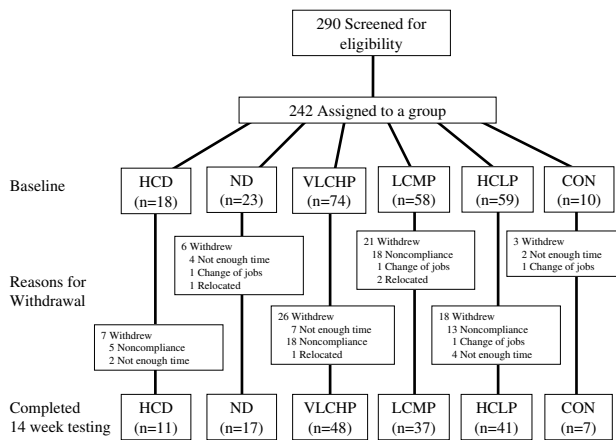 290 Screened for
eligibility
242 Assigned to a group
Baseline
HCD
(n=18)
ND
(n=23)
VLCHP
(n=74)
LCMP
(n=58)
HCLP
(n=59)
CON
(n=10)
Reasons for
Withdrawal
7 Withdrew
5 Noncompliance
2 Not enough time
6 Withdrew
4 Not enough time
1 Change of jobs
1 Relocated
26 Withdrew
7 Not enough time
18 Noncompliance
1 Relocated
21 Withdrew
18 Noncompliance
1 Change of jobs
2 Relocated
18 Withdrew
13 Noncompliance
1 Change of jobs
4 Not enough time
3 Withdrew
2 Not enough time
1 Change of jobs
Completed
14 week testing
HCD
(n=11)
ND
(n=17)
VLCHP
(n=48)
LCMP
(n=37)
HCLP
(n=41)
CON
(n=7)